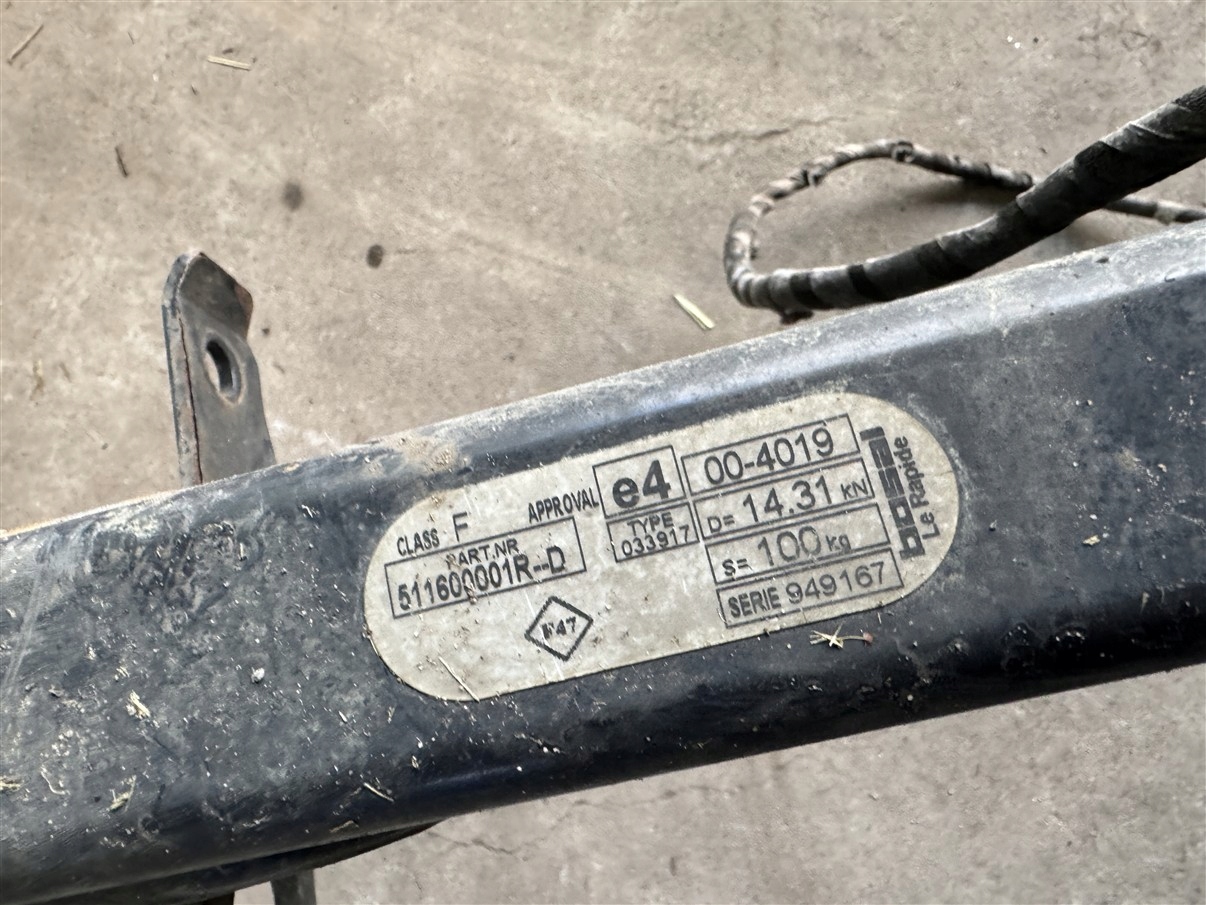 CLASS F
APPROVAL e4
00-4019
PART.NR
511600001R--D
TYPE
033917
D= 14.31 KN
S= 100 kg
SERIE 949167
F47
bosal
Le Rapide